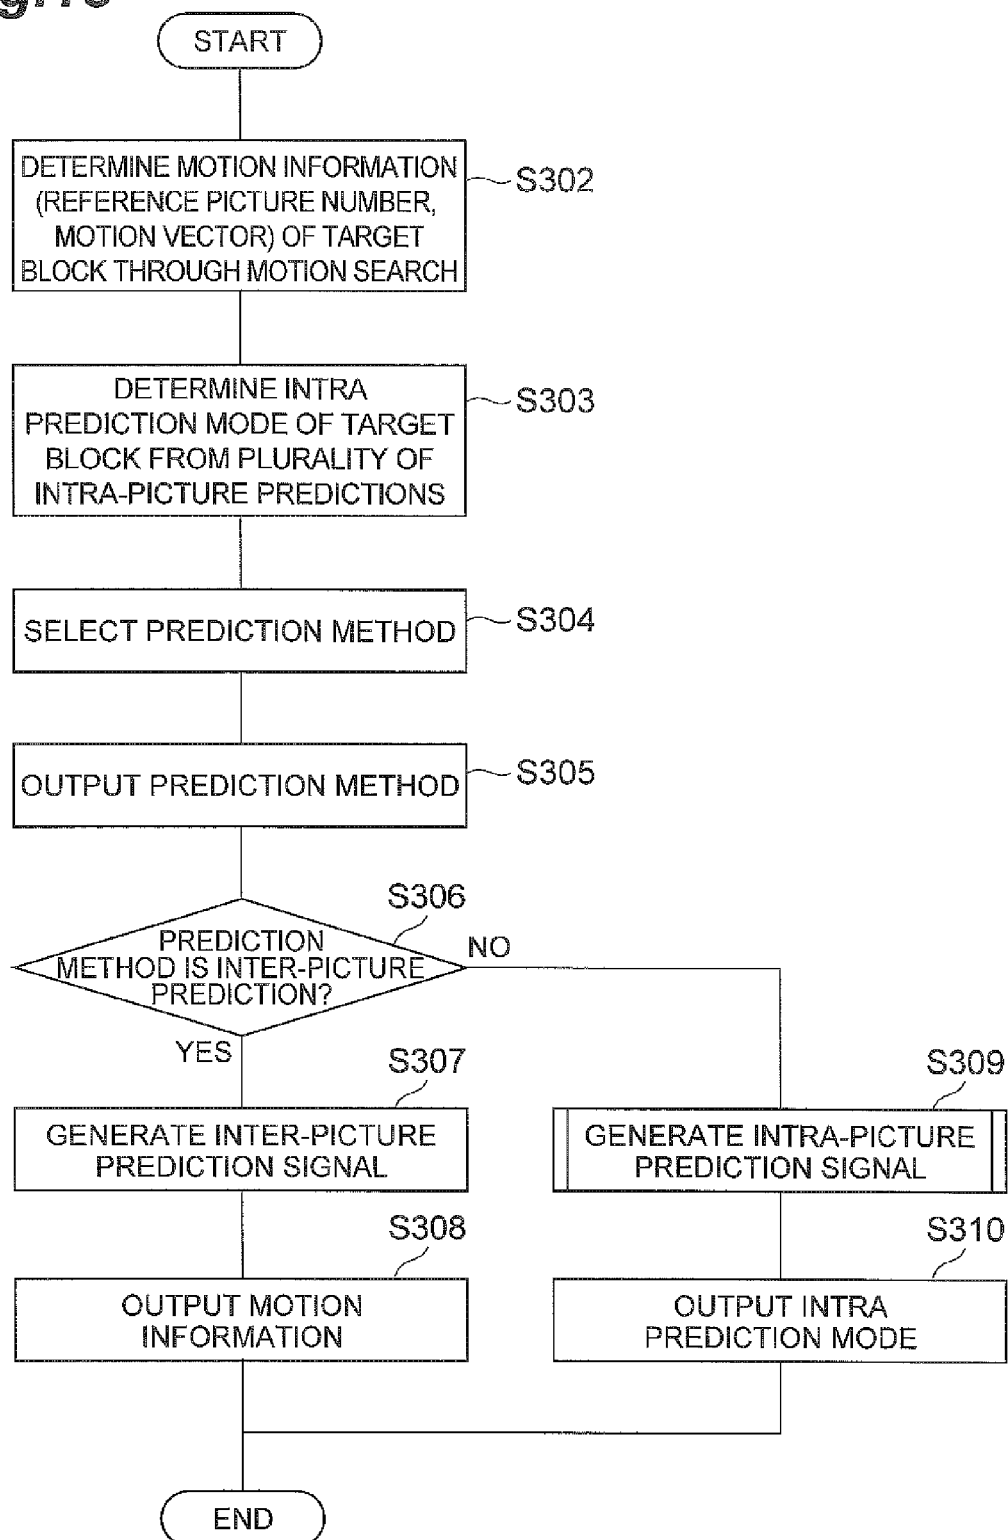 START
DETERMINE MOTION INFORMATION
(REFERENCE PICTURE NUMBER,
MOTION VECTOR) OF TARGET
BLOCK THROUGH MOTION SEARCH
S302
DETERMINE INTRA
PREDICTION MODE OF TARGET
BLOCK FROM PLURALITY OF
INTRA-PICTURE PREDICTIONS
S303
SELECT PREDICTION METHOD
S304
OUTPUT PREDICTION METHOD
S305
S306
PREDICTION
METHOD IS INTER-PICTURE
PREDICTION?
NO
YES
S307
GENERATE INTER-PICTURE
PREDICTION SIGNAL
S309
GENERATE INTRA-PICTURE
PREDICTION SIGNAL
S308
OUTPUT MOTION
INFORMATION
S310
OUTPUT INTRA
PREDICTION MODE
END